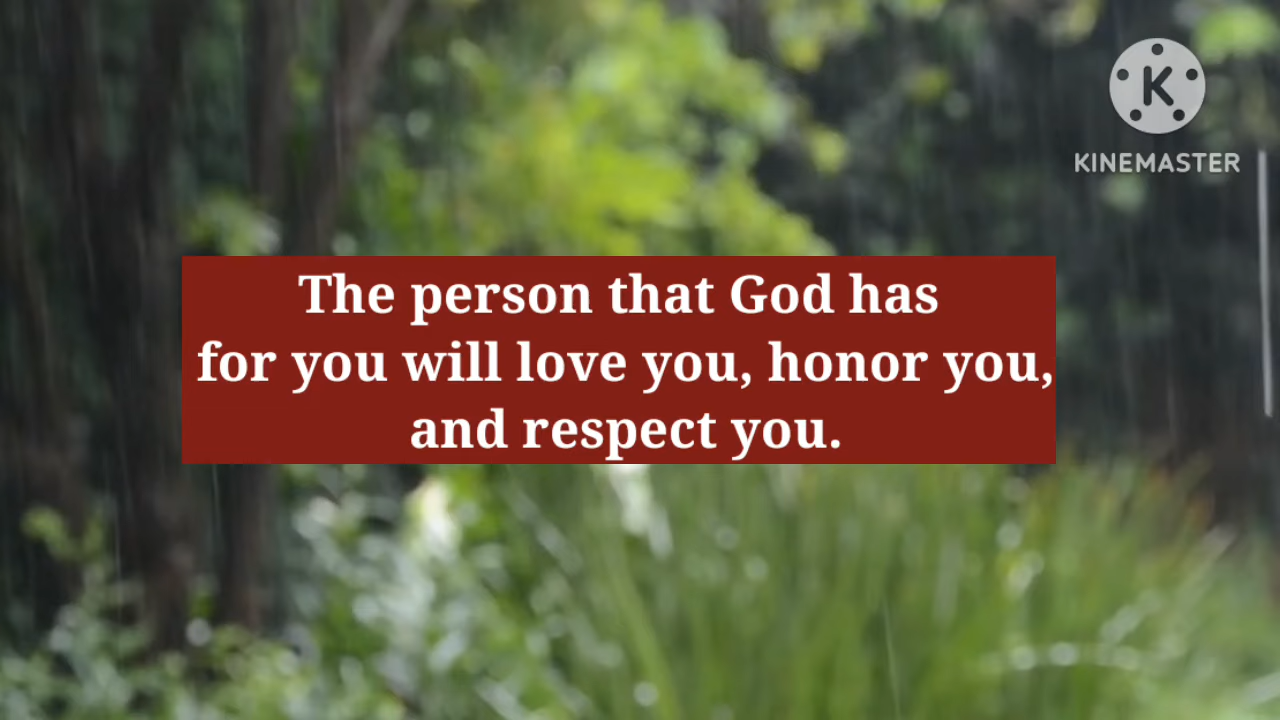 K
KINEMASTER
The person that God has
for you will love you, honor you,
and respect you.